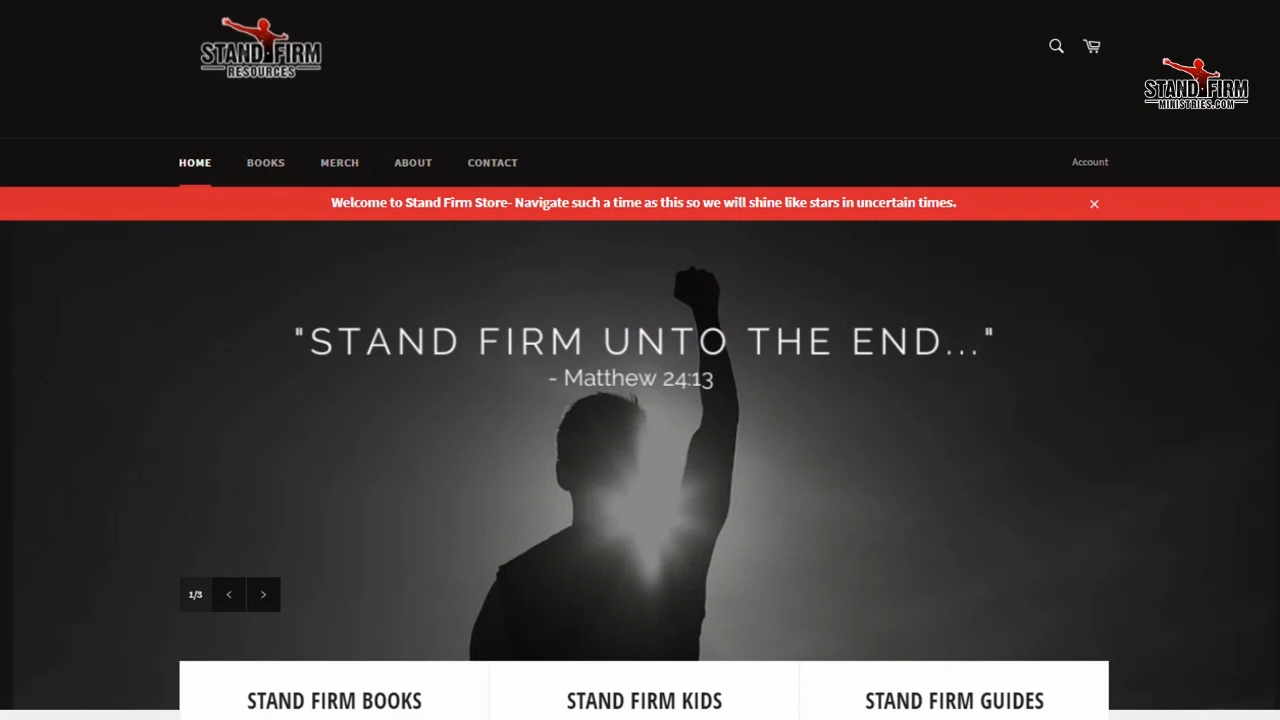 STAND FIRM
RESOURCES
STAND FIRM
MINISTRIES.COM
HOME BOOKS MERCH ABOUT CONTACT Account
Welcome to Stand Firm Store- Navigate such a time as this so we will shine like stars in uncertain times.
"STAND FIRM UNTO THE END..."
- Matthew 24:13
1/3
STAND FIRM BOOKS STAND FIRM KIDS STAND FIRM GUIDES